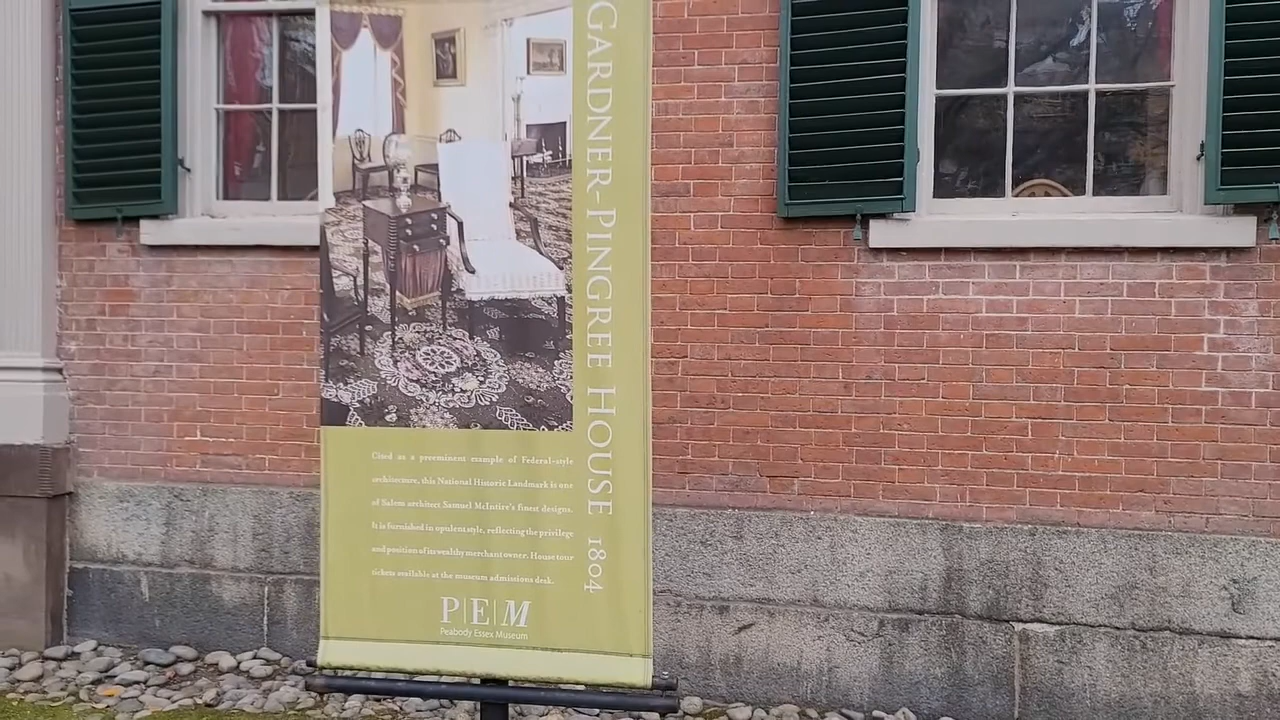 GARDNER-PINGREE HOUSE 1804
Cited as a preeminent example of Federal-style
architecture, this National Historic Landmark is one
of Salem architect Samuel McIntire's finest designs.
It is furnished in opulent style, reflecting the privilege
and position of its wealthy merchant owner. House tour
tickets available at the museum admissions desk.
P|E|M
Peabody Essex Museum